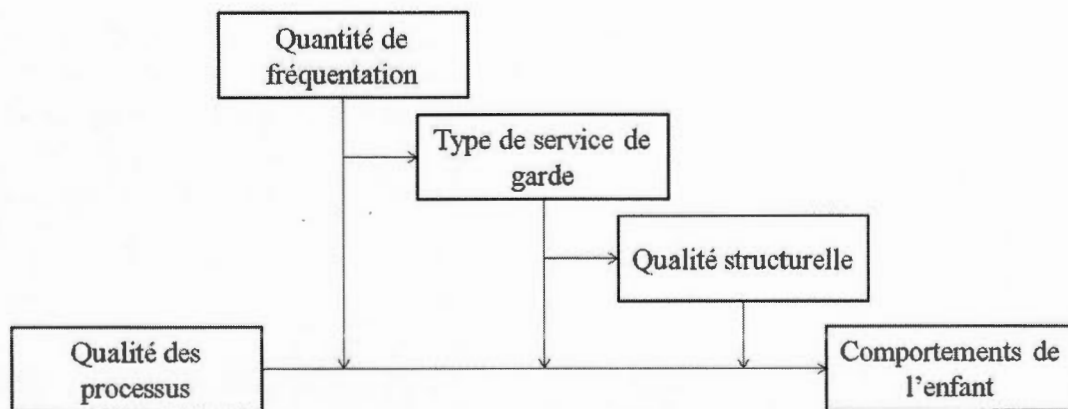 Quantité de
fréquentation
Type de service de
garde
Qualité structurelle
Qualité des
processus
Comportements de
l'enfant